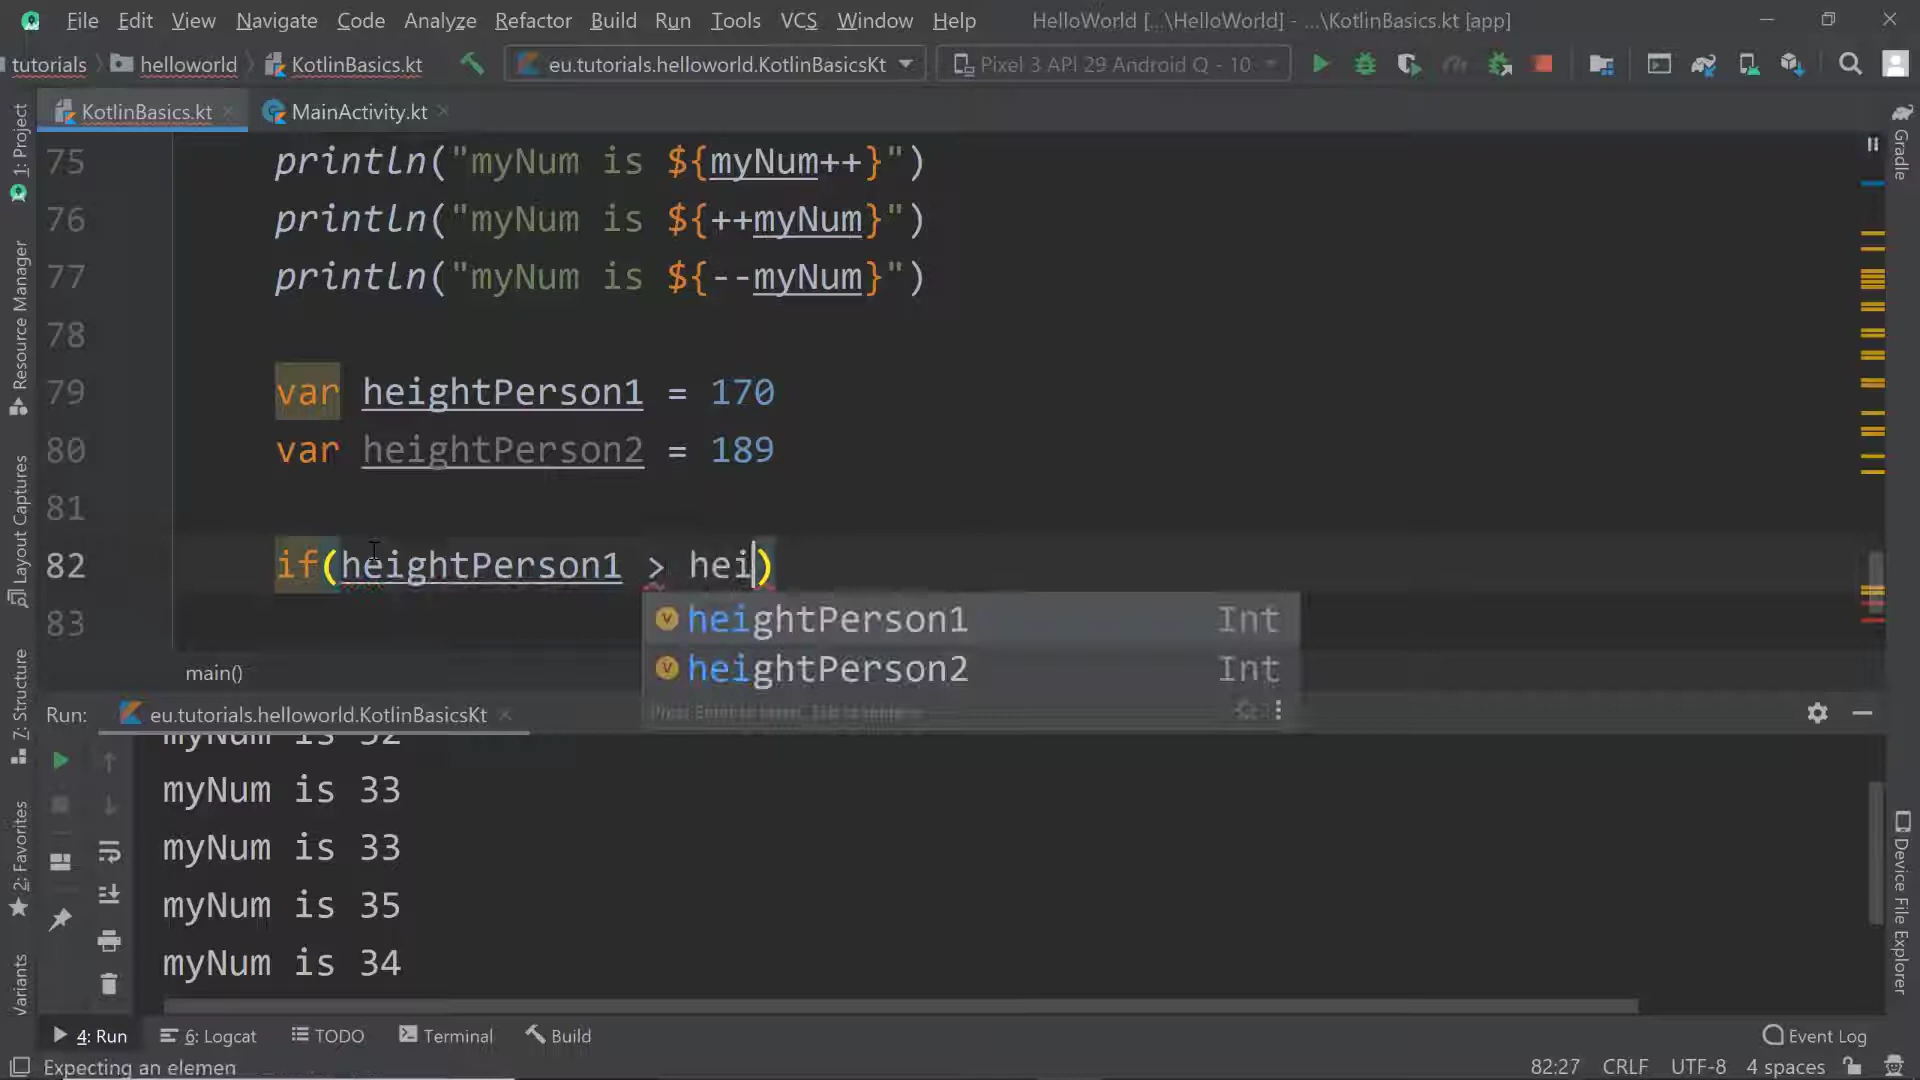 File Edit View Navigate Code Analyze Refactor Build Run Tools VCS Window Help HelloWorld [...\HelloWorld] - ...\KotlinBasics.kt [app]
tutorials helloworld KotlinBasics.kt eu.tutorials.helloworld.KotlinBasicsKt Pixel 3 API 29 Android Q - 10
KotlinBasics.kt MainActivity.kt
1: Project
Resource Manager
Layout Captures
7: Structure
2: Favorites
Variants
75 println("myNum is ${myNum++}")
76 println("myNum is ${++myNum}")
77 println("myNum is ${--myNum}")
78
79 var heightPerson1 = 170
80 var heightPerson2 = 189
81
82 if(heightPerson1 > hei)
83
heightPerson1 Int
heightPerson2 Int
main()
Run: eu.tutorials.helloworld.KotlinBasicsKt
myNum is 32
myNum is 33
myNum is 33
myNum is 35
myNum is 34
Gradle
Device File Explorer
4: Run 6: Logcat TODO Terminal Build Event Log
Expecting an elemen 82:27 CRLF UTF-8 4 spaces